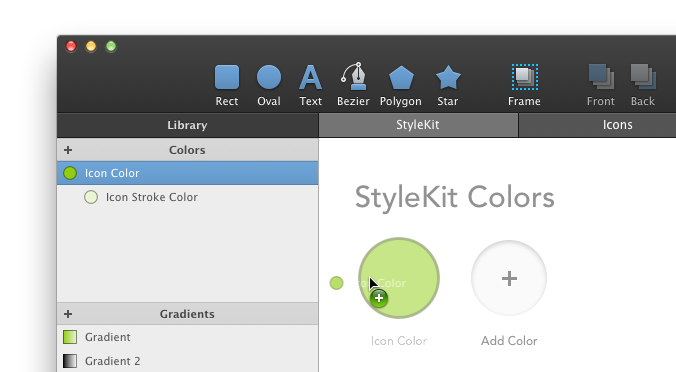 Rect Oval Text Bezier Polygon Star Frame Front Back
Library StyleKit Icons
+ Colors
Icon Color
Icon Stroke Color
StyleKit Colors
Color
Icon Color Add Color
+ Gradients
Gradient
Gradient 2